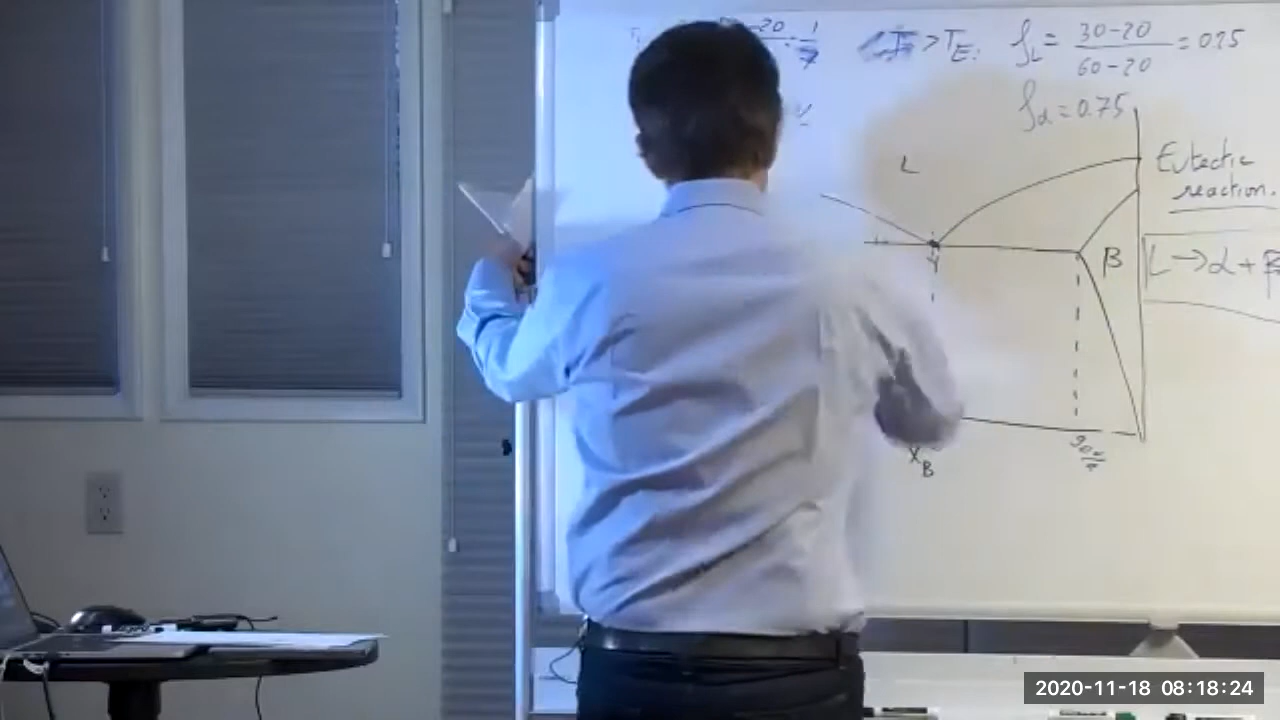 > T_E: f_L = 30-20 / 60-20 = 0.25
f_α = 0.75
L
Eutectic
reaction.
β
L → α + β
X_B
90%
2020-11-18 08:18:24